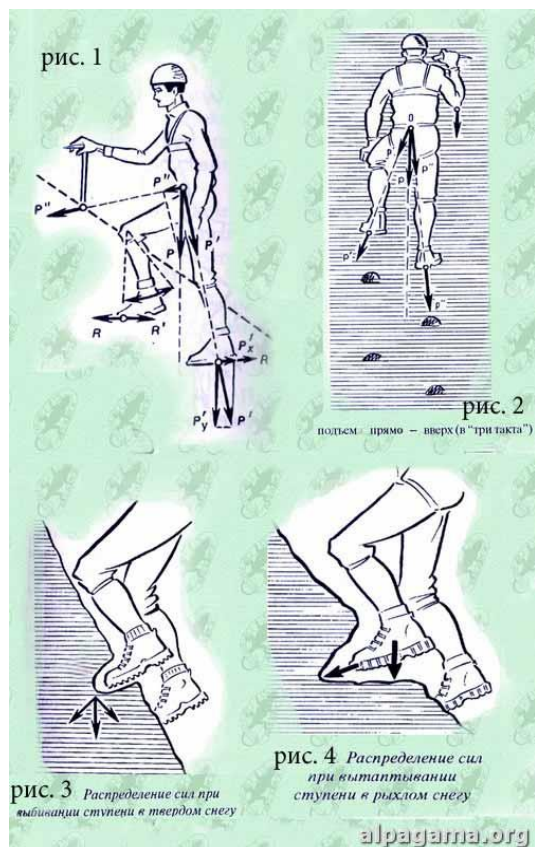 рис. 1
P"
P"
P
P'
R
R'
P'x
R
P'y
P'
O
P'
P
P"
P'
P"
рис. 2
подъем прямо – вверх (в "три такта")
рис. 3 Распределение сил при
выбивании ступени в твердом снегу
рис. 4 Распределение сил
при вытаптывании
ступени в рыхлом снегу
alpagama.org